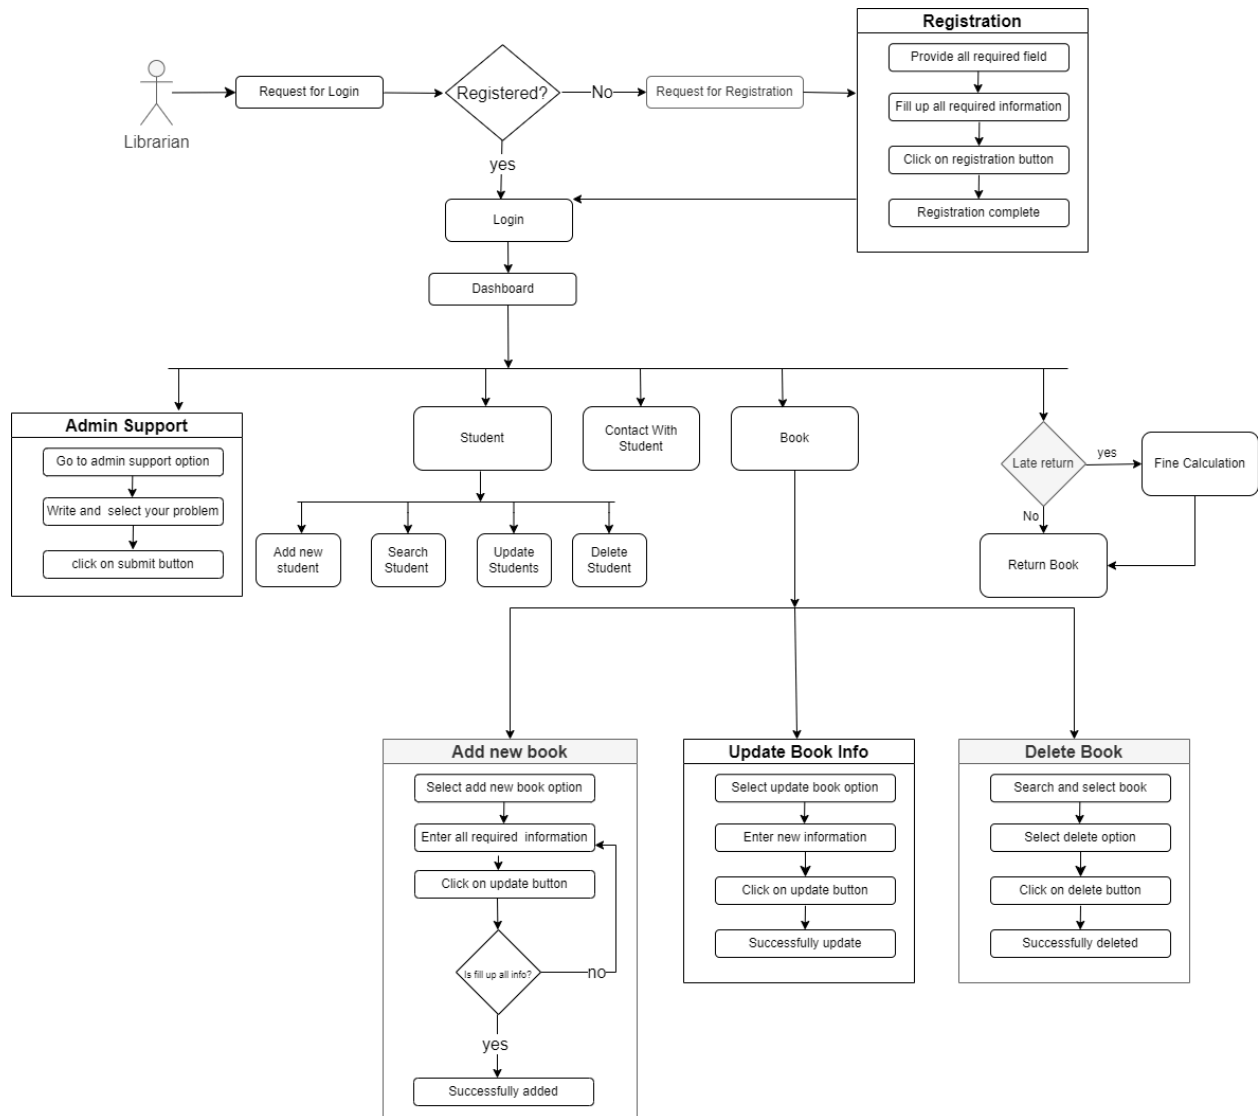 Registration
Provide all required field
Request for Login
Registered?
No
Request for Registration
Fill up all required information
Librarian
yes
Click on registration button
Login
Registration complete
Dashboard
Admin Support
Go to admin support option
Write and select your problem
click on submit button
Student
Contact With
Student
Book
Late return
yes
Fine Calculation
No
Return Book
Add new
student
Search
Student
Update
Students
Delete
Student
Add new book
Select add new book option
Enter all required information
Click on update button
Is fill up all info?
no
yes
Successfully added
Update Book Info
Select update book option
Enter new information
Click on update button
Successfully update
Delete Book
Search and select book
Select delete option
Click on delete button
Successfully deleted